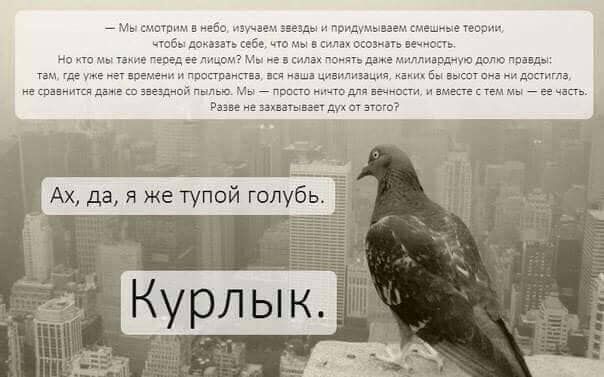 — Мы смотрим в небо, изучаем звезды и придумываем смешные теории,
чтобы доказать себе, что мы в силах осознать вечность.
Но кто мы такие перед ее лицом? Мы не в силах понять даже миллиардную долю правды:
там, где уже нет времени и пространства, вся наша цивилизация, каких бы высот она ни достигла,
не сравнится даже со звездной пылью. Мы — просто ничто для вечности, и вместе с тем мы — ее часть.
Разве не захватывает дух от этого?
Ах, да, я же тупой голубь.
Курлык.